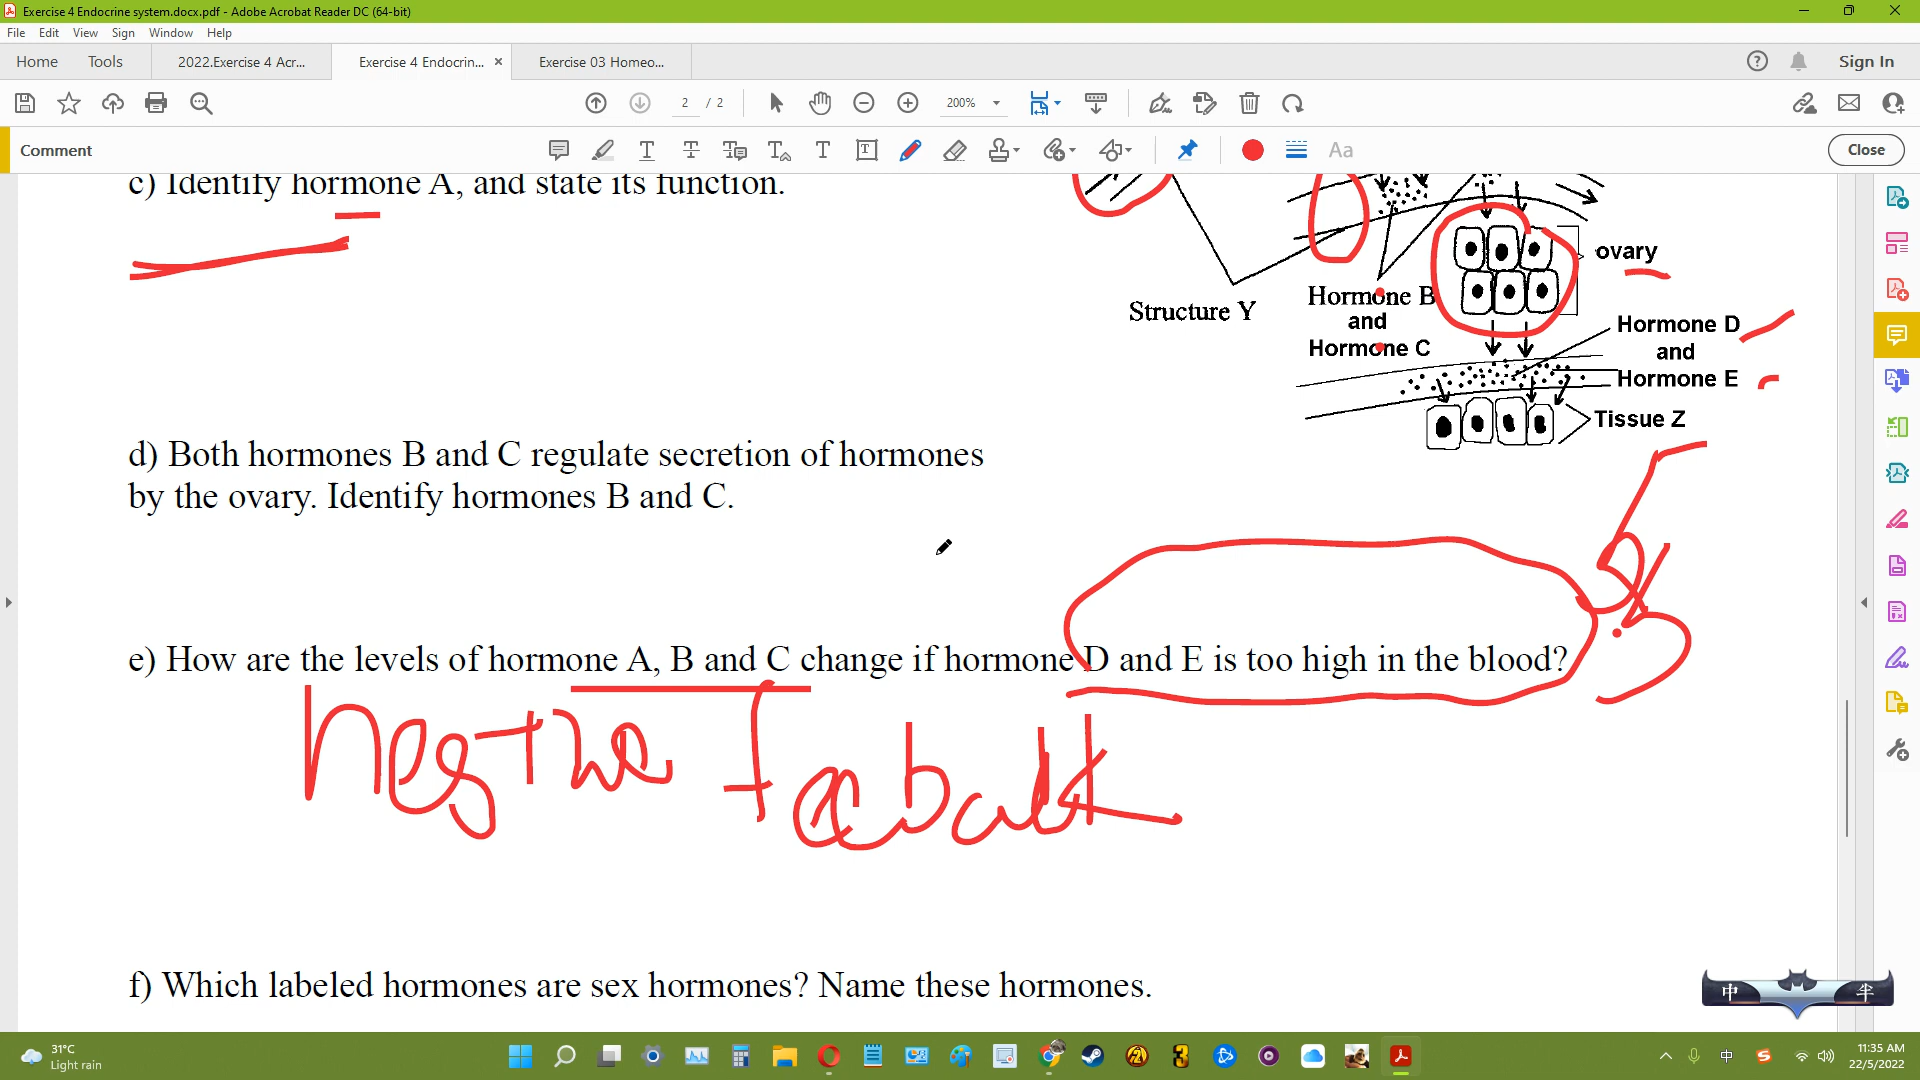 Exercise 4 Endocrine system.docx.pdf - Adobe Acrobat Reader DC (64-bit)
File Edit View Sign Window Help
Home Tools 2022.Exercise 4 Acr... Exercise 4 Endocrin... × Exercise 03 Homeo... Sign In
2 / 2 200%
Comment Aa Close
c) Identify hormone A, and state its function.
ovary
Structure Y
Hormone B
and
Hormone C
Hormone D
and
Hormone E
Tissue Z
d) Both hormones B and C regulate secretion of hormones
by the ovary. Identify hormones B and C.
e) How are the levels of hormone A, B and C change if hormone D and E is too high in the blood?
f) Which labeled hormones are sex hormones? Name these hormones.
中
31°C
Light rain
3
中
11:35 AM
22/5/2022